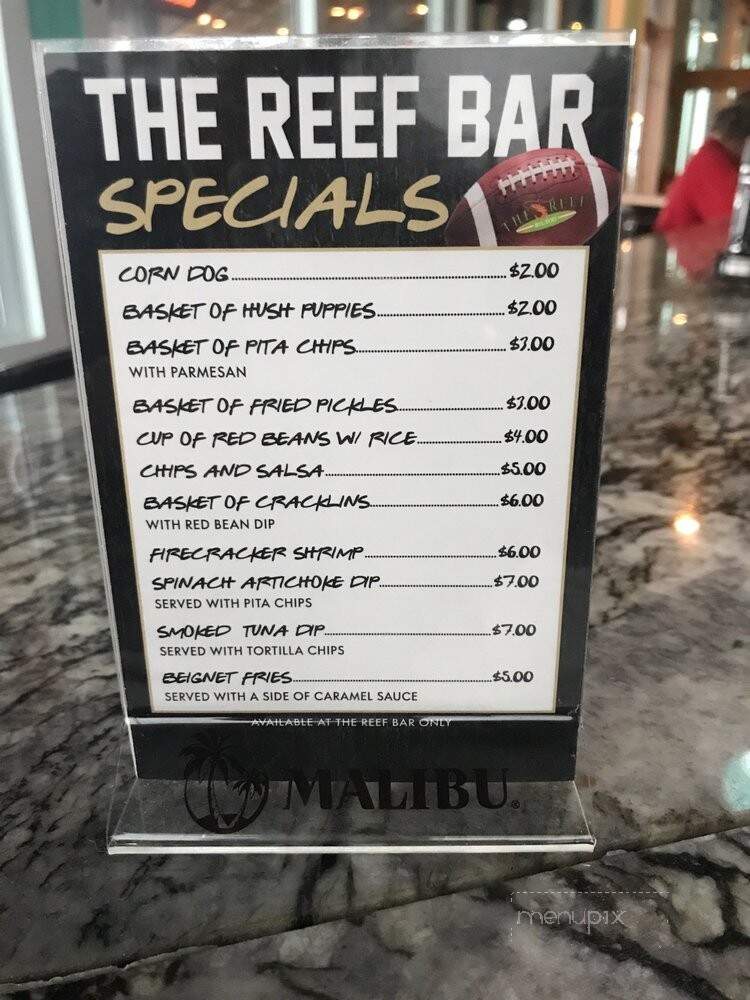 THE REEF BAR
SPECIALS
THE REEF
CORN DOG $2.00
BASKET OF HUSH PUPPIES $2.00
BASKET OF PITA CHIPS $3.00
WITH PARMESAN
BASKET OF FRIED PICKLES $3.00
CUP OF RED BEANS W/ RICE $4.00
CHIPS AND SALSA $5.00
BASKET OF CRACKLINS $6.00
WITH RED BEAN DIP
FIRECRACKER SHRIMP $6.00
SPINACH ARTICHOKE DIP $7.00
SERVED WITH PITA CHIPS
SMOKED TUNA DIP $7.00
SERVED WITH TORTILLA CHIPS
BEIGNET FRIES $5.00
SERVED WITH A SIDE OF CARAMEL SAUCE
AVAILABLE AT THE REEF BAR ONLY
MALIBU®
menupix